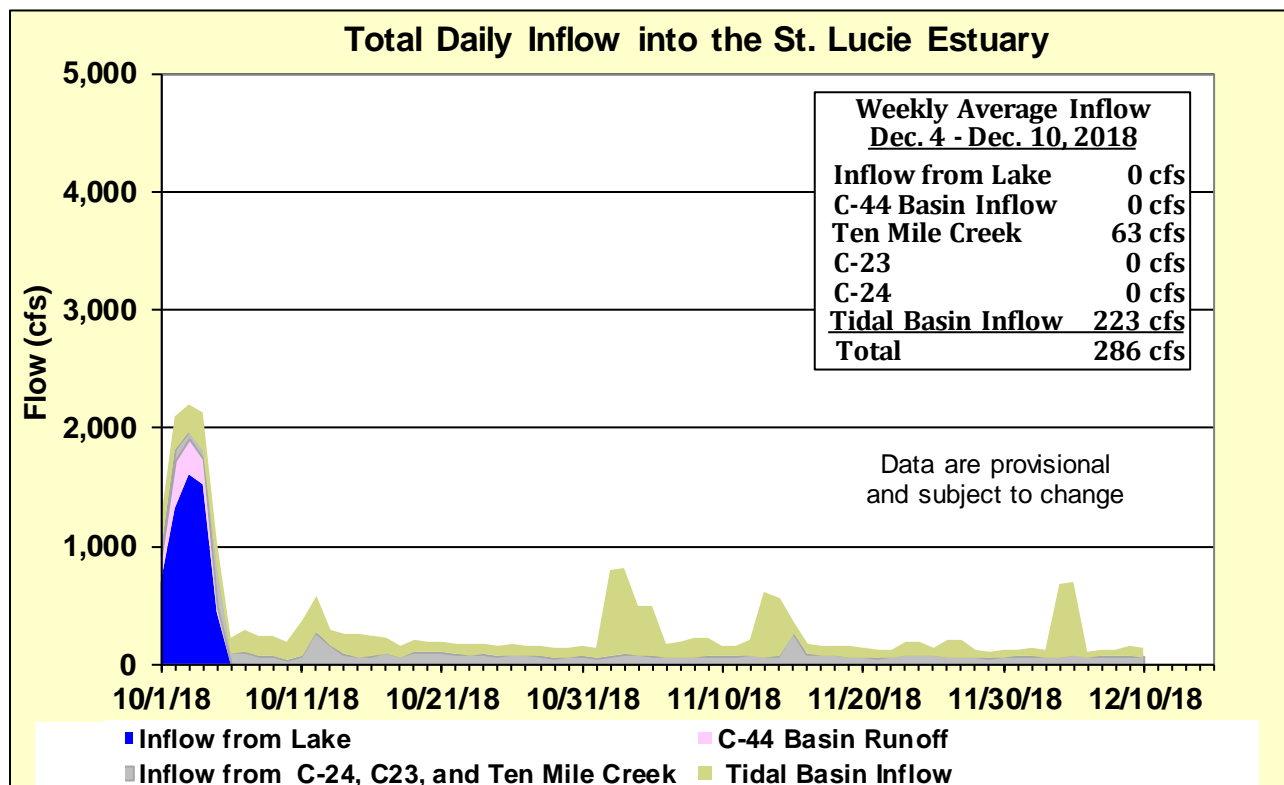 Total Daily Inflow into the St. Lucie Estuary
5,000
4,000
3,000
2,000
1,000
0
Flow (cfs)
Weekly Average Inflow
Dec. 4 - Dec. 10, 2018
Inflow from Lake 0 cfs
C-44 Basin Inflow 0 cfs
Ten Mile Creek 63 cfs
C-23 0 cfs
C-24 0 cfs
Tidal Basin Inflow 223 cfs
Total 286 cfs
Data are provisional
and subject to change
10/1/18 10/11/18 10/21/18 10/31/18 11/10/18 11/20/18 11/30/18 12/10/18
Inflow from Lake C-44 Basin Runoff
Inflow from C-24, C23, and Ten Mile Creek Tidal Basin Inflow